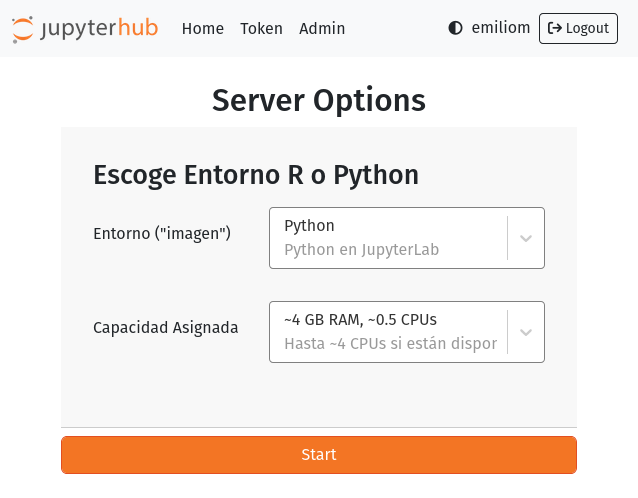 jupyterhub Home Token Admin emiliom Logout
Server Options
Escoge Entorno R o Python
Entorno ("imagen")
Python
Python en JupyterLab
Capacidad Asignada
~4 GB RAM, ~0.5 CPUs
Hasta ~4 CPUs si están dispor
Start